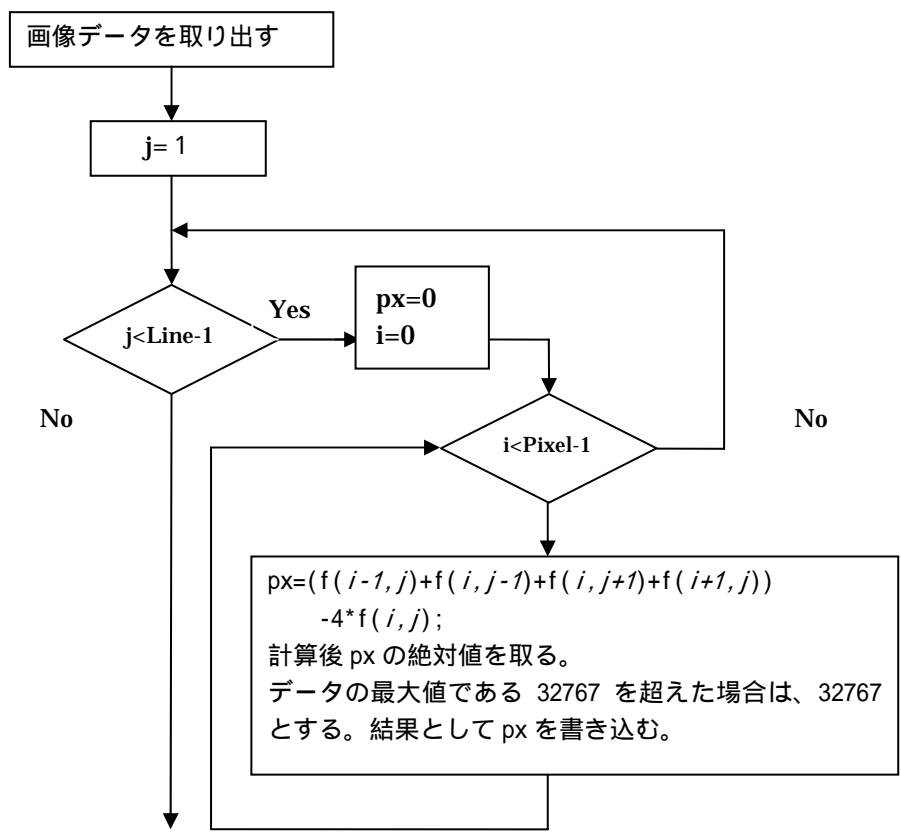 画像データを取り出す
j= 1
j<Line-1
Yes
px=0
i=0
No
i<Pixel-1
No
px=(f(i-1,j)+f(i,j-1)+f(i,j+1)+f(i+1,j))
-4*f(i,j);
計算後 px の絶対値を取る。
データの最大値である 32767 を超えた場合は、32767
とする。結果として px を書き込む。